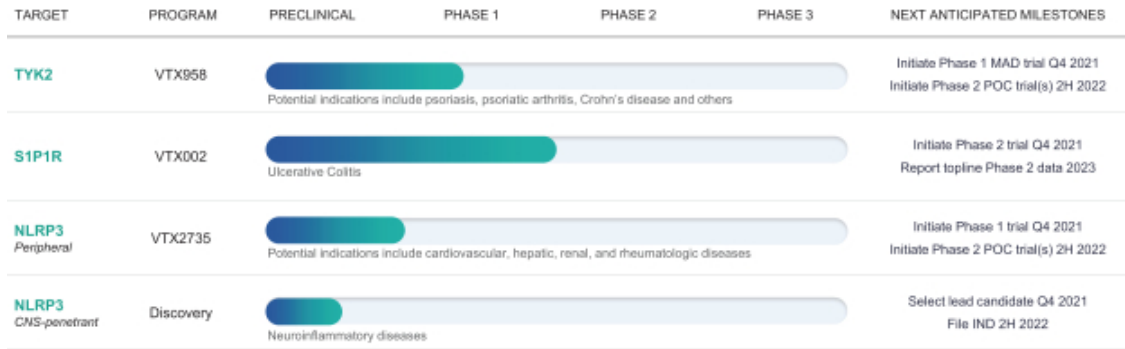 TARGET PROGRAM PRECLINICAL PHASE 1 PHASE 2 PHASE 3 NEXT ANTICIPATED MILESTONES
TYK2 VTX958 Initiate Phase 1 MAD trial Q4 2021
Initiate Phase 2 POC trial(s) 2H 2022
Potential indications include psoriasis, psoriatic arthritis, Crohn's disease and others
S1P1R VTX002 Initiate Phase 2 trial Q4 2021
Report topline Phase 2 data 2023
Ulcerative Colitis
NLRP3 VTX2735 Initiate Phase 1 trial Q4 2021
Peripheral Initiate Phase 2 POC trial(s) 2H 2022
Potential indications include cardiovascular, hepatic, renal, and rheumatologic diseases
NLRP3 Discovery Select lead candidate Q4 2021
CNS-penetrant File IND 2H 2022
Neuroinflammatory diseases